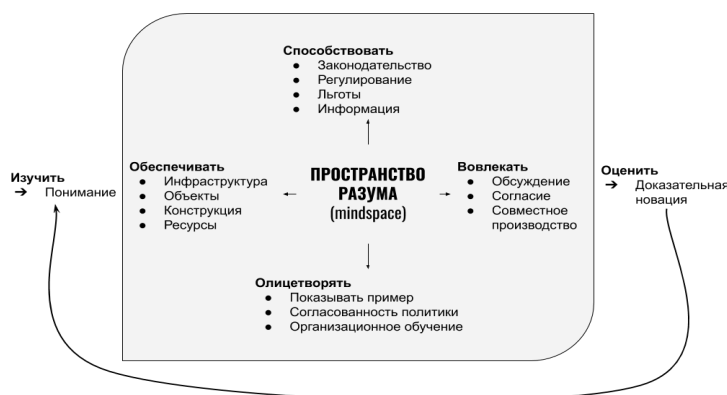 Способствовать
● Законодательство
● Регулирование
● Льготы
● Информация
Изучить
➔ Понимание
Обеспечивать
● Инфраструктура
● Объекты
● Конструкция
● Ресурсы
ПРОСТРАНСТВО
РАЗУМА
(mindspace)
Вовлекать
● Обсуждение
● Согласие
● Совместное
производство
Оценить
➔ Доказательная
новация
Олицетворять
● Показывать пример
● Согласованность политики
● Организационное обучение